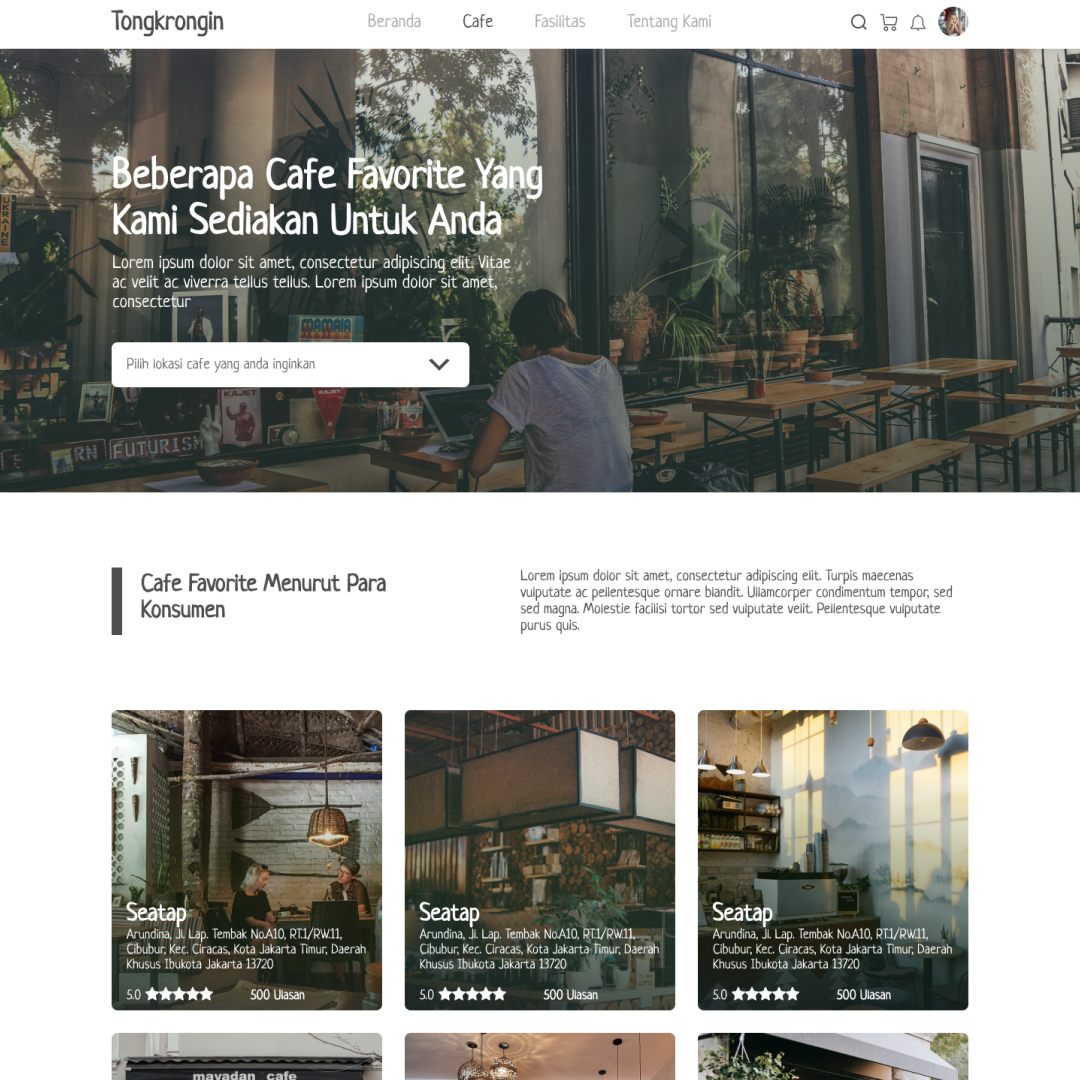 Tongkrongin
Beranda
Cafe
Fasilitas
Tentang Kami
UKRAINE
Beberapa Cafe Favorite Yang
Kami Sediakan Untuk Anda
Lorem ipsum dolor sit amet, consectetur adipiscing elit. Vitae
ac velit ac viverra tellus tellus. Lorem ipsum dolor sit amet,
consectetur
MAMAIA
Pilih lokasi cafe yang anda inginkan
KAJET
KAJET
FUTURISM
Cafe Favorite Menurut Para
Konsumen
Lorem ipsum dolor sit amet, consectetur adipiscing elit. Turpis maecenas
vulputate ac pellentesque ornare blandit. Ullamcorper condimentum tempor, sed
sed magna. Molestie facilisi tortor sed vulputate velit. Pellentesque vulputate
purus quis.
Seatap
Arundina, Jl. Lap. Tembak No.A10, RT.1/RW.11,
Cibubur, Kec. Ciracas, Kota Jakarta Timur, Daerah
Khusus Ibukota Jakarta 13720
5.0
500 Ulasan
Seatap
Arundina, Jl. Lap. Tembak No.A10, RT.1/RW.11,
Cibubur, Kec. Ciracas, Kota Jakarta Timur, Daerah
Khusus Ibukota Jakarta 13720
5.0
500 Ulasan
Seatap
Arundina, Jl. Lap. Tembak No.A10, RT.1/RW.11,
Cibubur, Kec. Ciracas, Kota Jakarta Timur, Daerah
Khusus Ibukota Jakarta 13720
5.0
500 Ulasan
mavadan cafe